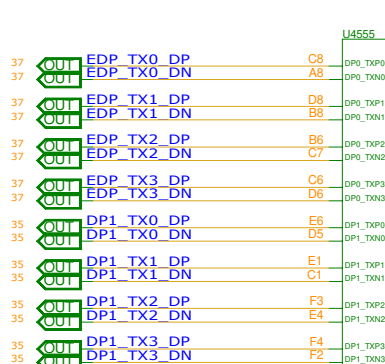 U4555
37 OUT EDP_TX0_DP C8 DP0_TXP0
37 OUT EDP_TX0_DN A8 DP0_TXN0
37 OUT EDP_TX1_DP D8 DP0_TXP1
37 OUT EDP_TX1_DN B8 DP0_TXN1
37 OUT EDP_TX2_DP B6 DP0_TXP2
37 OUT EDP_TX2_DN C7 DP0_TXN2
37 OUT EDP_TX3_DP C6 DP0_TXP3
37 OUT EDP_TX3_DN D6 DP0_TXN3
35 OUT DP1_TX0_DP E6 DP1_TXP0
35 OUT DP1_TX0_DN D5 DP1_TXN0
35 OUT DP1_TX1_DP E1 DP1_TXP1
35 OUT DP1_TX1_DN C1 DP1_TXN1
35 OUT DP1_TX2_DP F3 DP1_TXP2
35 OUT DP1_TX2_DN E4 DP1_TXN2
35 OUT DP1_TX3_DP F4 DP1_TXP3
35 OUT DP1_TX3_DN F2 DP1_TXN3